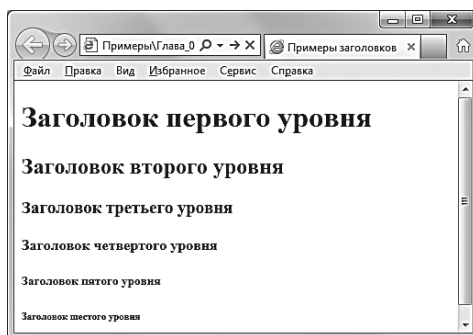 Примеры\Глава_0
Примеры заголовков
Файл Правка Вид Избранное Сервис Справка
Заголовок первого уровня
Заголовок второго уровня
Заголовок третьего уровня
Заголовок четвертого уровня
Заголовок пятого уровня
Заголовок шестого уровня